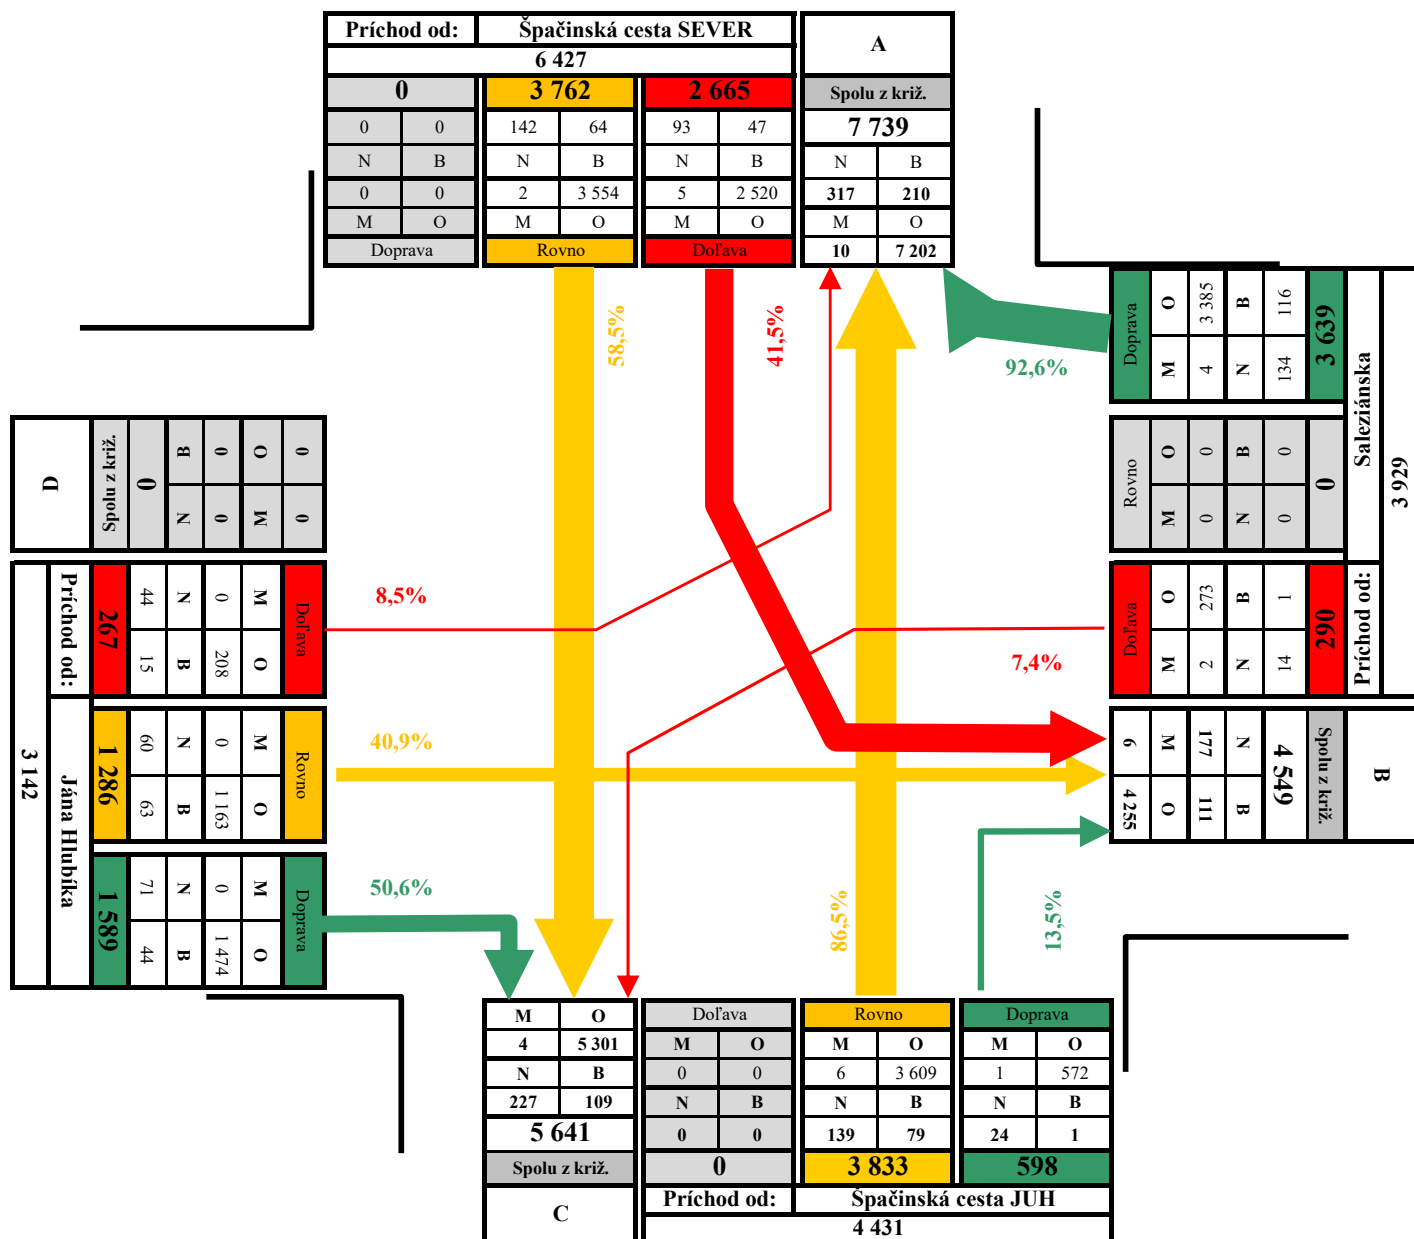 Príchod od: Špačinská cesta SEVER
6 427
0 3 762 2 665
0 0 142 64 93 47
N B N B N B
0 0 2 3 554 5 2 520
M O M O M O
Doprava Rovno Doľava
A
Spolu z križ.
7 739
N B
317 210
M O
10 7 202
58,5%
41,5%
92,6%
Doprava
M O
4 3 385
N B
134 116
3 639
Rovno
M O
0 0
N B
0 0
0
Doľava
M O
2 273
N B
14 1
290
Príchod od: Saleziánska
3 929
D
Spolu z križ.
0
N B
0 0
M O
0 0
Doľava
M O
0 208
N B
44 15
267
8,5%
7,4%
Rovno
M O
0 1163
N B
60 63
1 286
40,9%
Doprava
M O
0 1 474
N B
71 44
1 589
50,6%
Príchod od: Jána Hlubíka
3 142
B
Spolu z križ.
4 549
N B
177 111
M O
6 4 255
86,5%
13,5%
M O
4 5 301
N B
227 109
5 641
Spolu z križ.
C
Doľava Rovno Doprava
M O M O M O
0 0 6 3 609 1 572
N B N B N B
0 0 139 79 24 1
0 3 833 598
Príchod od: Špačinská cesta JUH
4 431